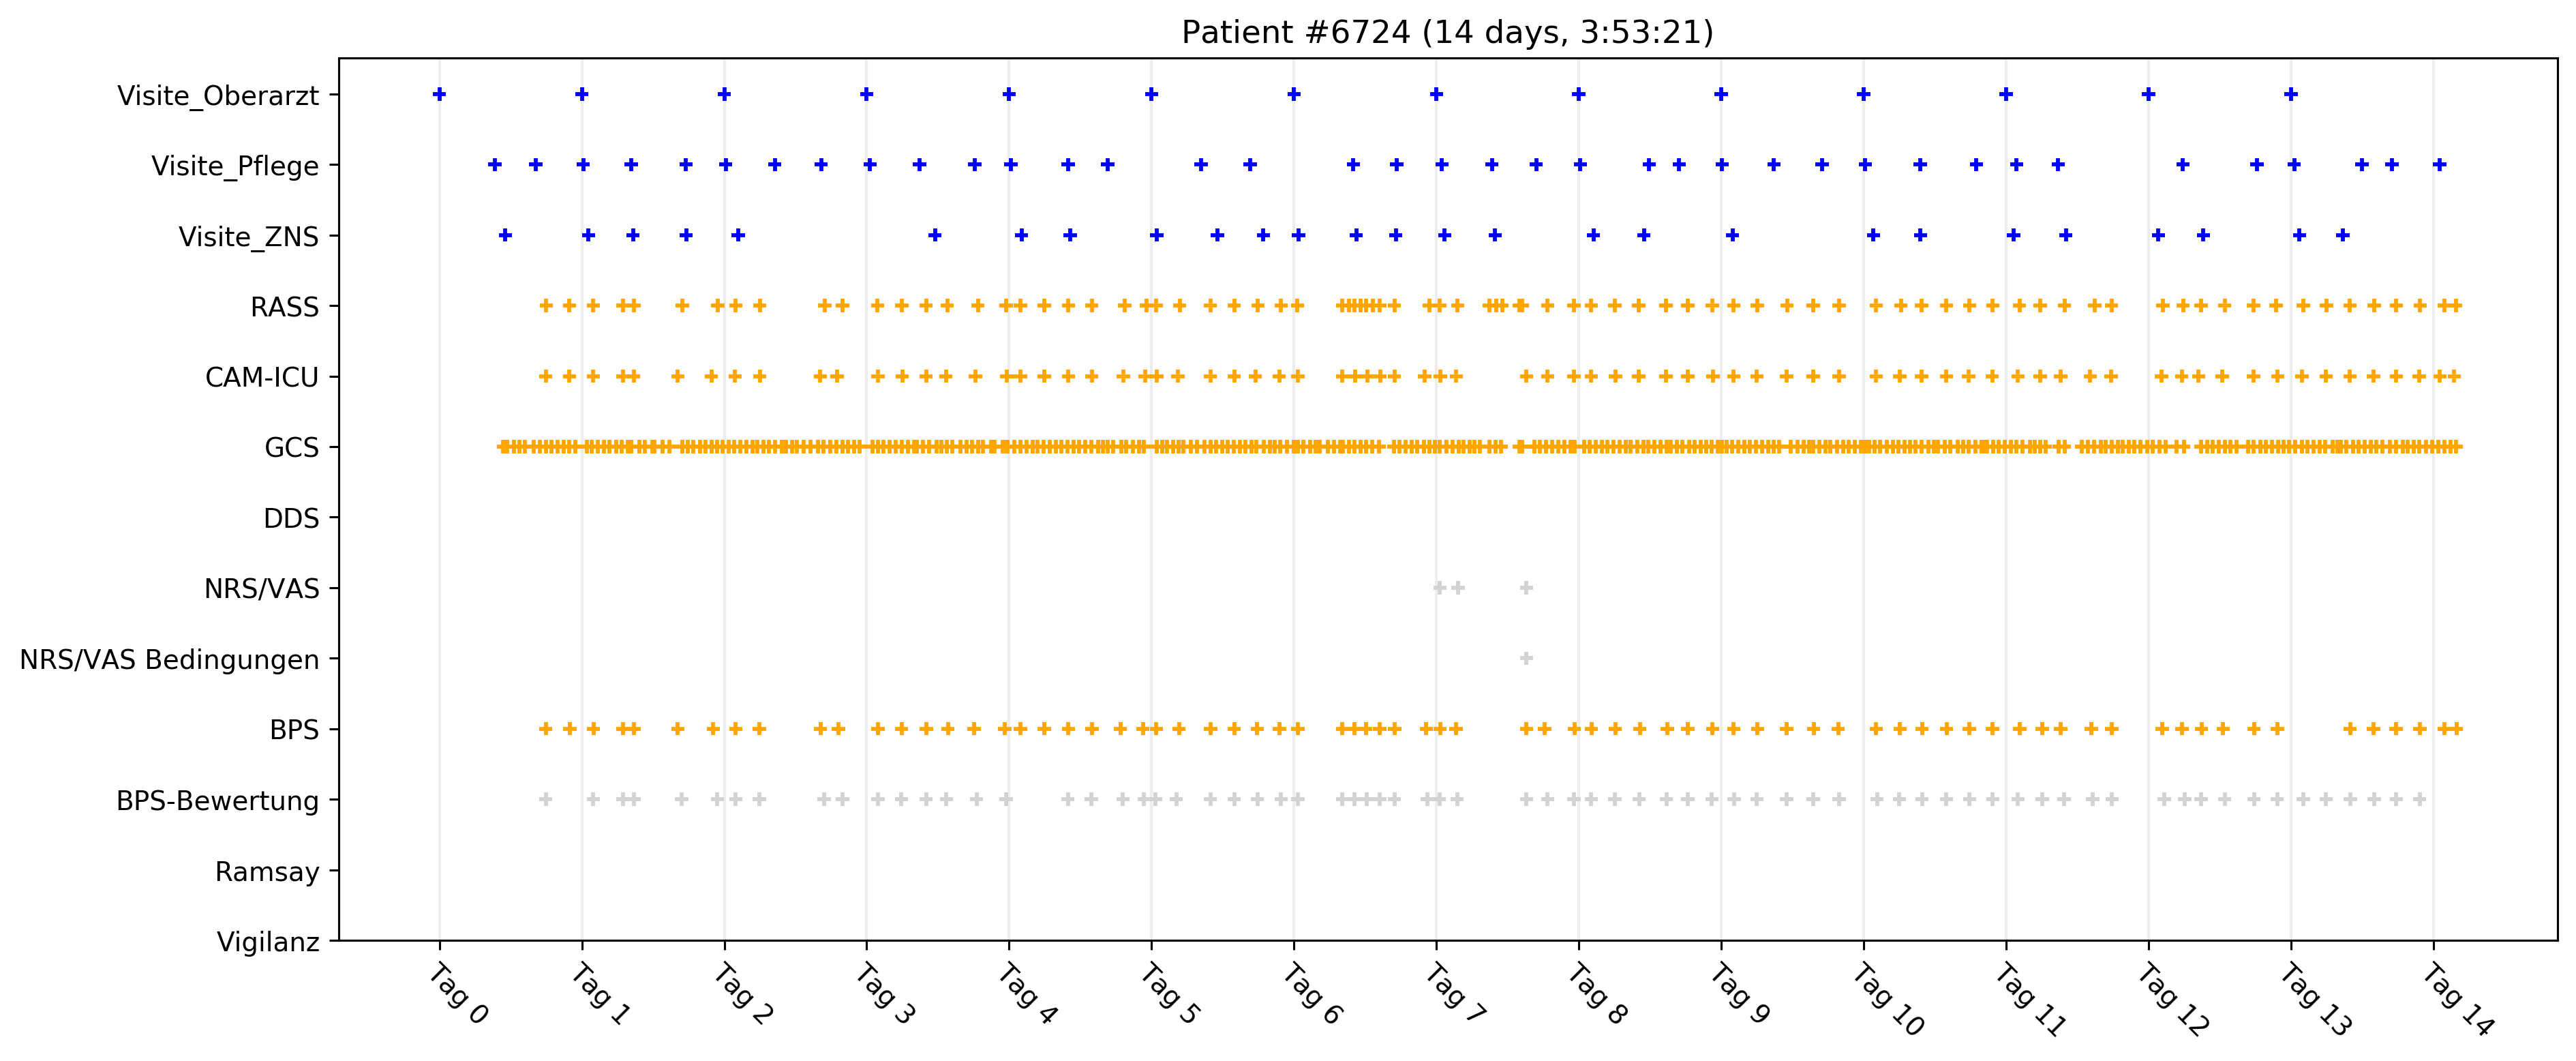 Patient #6724 (14 days, 3:53:21)
Visite_Oberarzt
Visite_Pflege
Visite_ZNS
RASS
CAM-ICU
GCS
DDS
NRS/VAS
NRS/VAS Bedingungen
BPS
BPS-Bewertung
Ramsay
Vigilanz
Tag 0
Tag 1
Tag 2
Tag 3
Tag 4
Tag 5
Tag 6
Tag 7
Tag 8
Tag 9
Tag 10
Tag 11
Tag 12
Tag 13
Tag 14